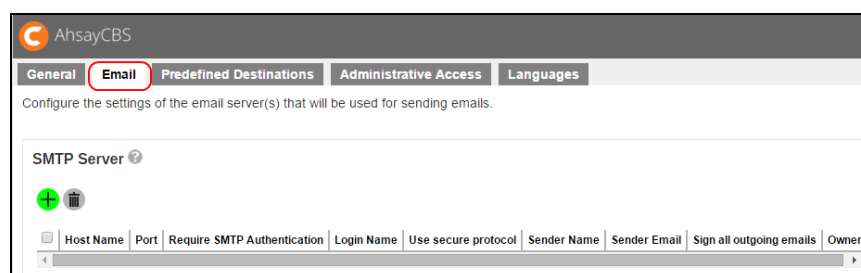 AhsayCBS
General Email Predefined Destinations Administrative Access Languages
Configure the settings of the email server(s) that will be used for sending emails.
SMTP Server
Host Name Port Require SMTP Authentication Login Name Use secure protocol Sender Name Sender Email Sign all outgoing emails Owner